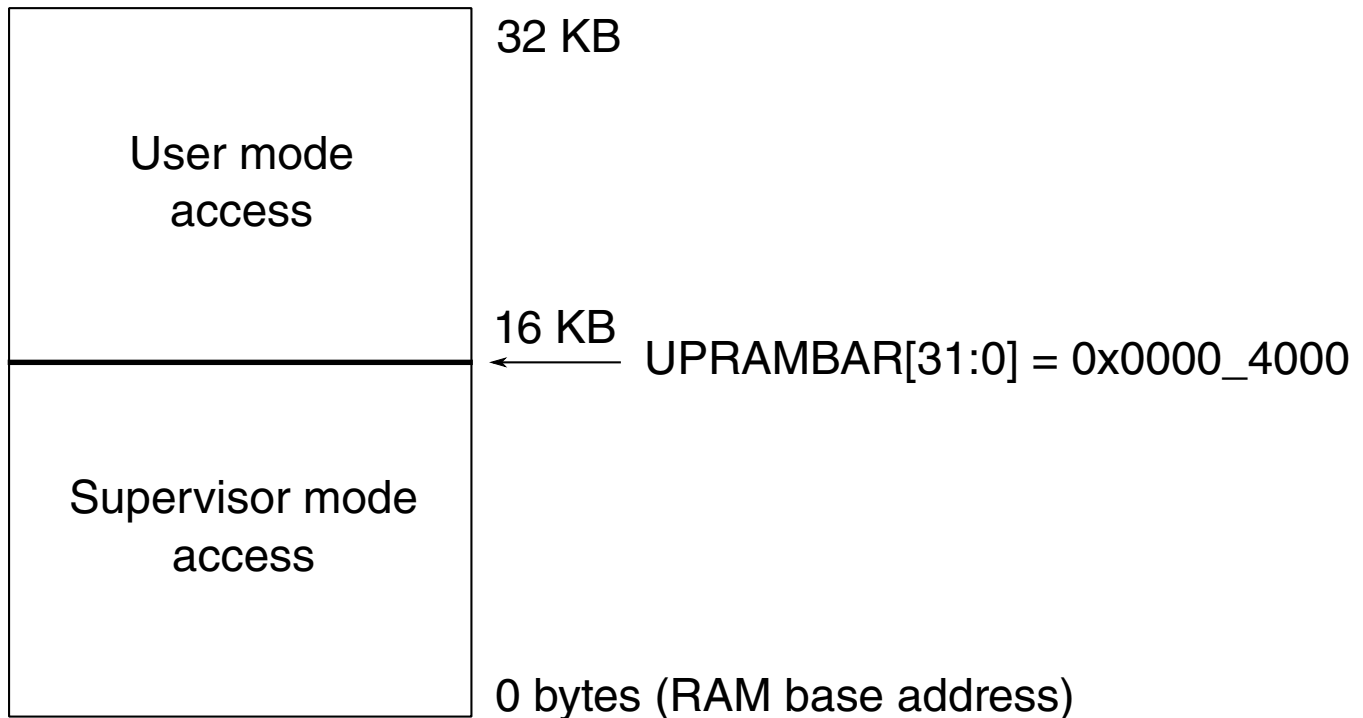 32 KB
User mode
access
16 KB
UPRAMBAR[31:0] = 0x0000_4000
Supervisor mode
access
0 bytes (RAM base address)